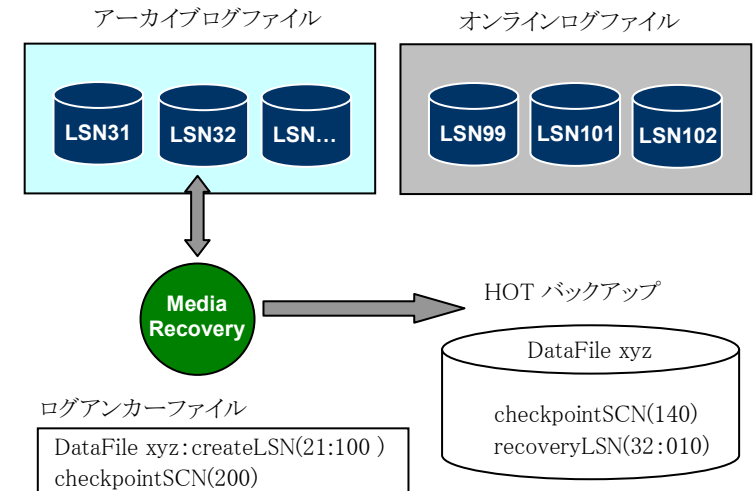 アーカイブログファイル
オンラインログファイル
LSN31
LSN32
LSN…
LSN99
LSN101
LSN102
Media
Recovery
HOT バックアップ
DataFile xyz
checkpointSCN(140)
recoveryLSN(32:010)
ログアンカーファイル
DataFile xyz:createLSN(21:100 )
checkpointSCN(200)